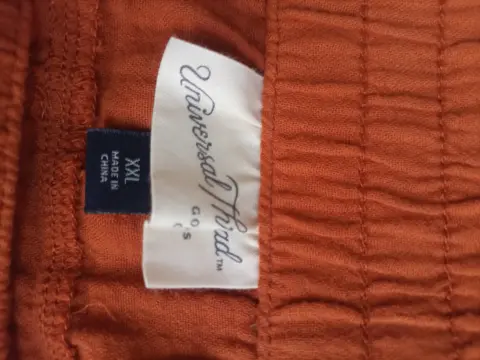 Universal Thread™
XXL
MADE IN
CHINA